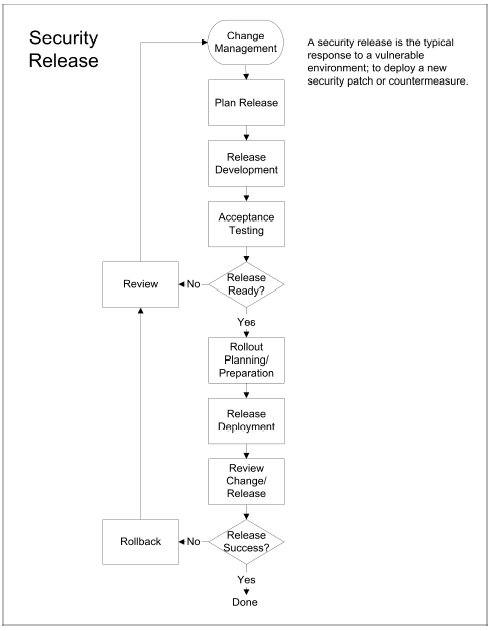 Security
Release
Change
Management
A security release is the typical
response to a vulnerable
environment; to deploy a new
security patch or countermeasure.
Plan Release
Release
Development
Acceptance
Testing
Review
No
Release
Ready?
Yes
Rollout
Planning/
Preparation
Release
Deployment
Review
Change/
Release
Rollback
No
Release
Success?
Yes
Done